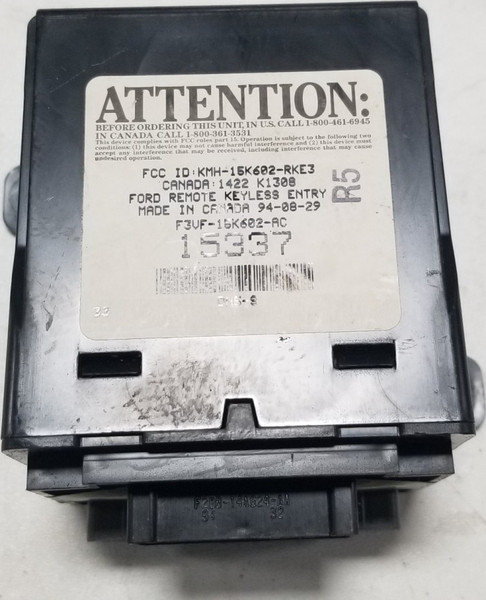 ATTENTION:
BEFORE ORDERING THIS UNIT, IN U.S. CALL 1-800-461-6945
IN CANADA CALL 1-800-361-3531
This device complies with FCC rules part 15. Operation is subject to the following two
conditions: (1) this device may not cause harmful interference and (2) this device must
accept any interference that may be received, including interference that may cause
undesired operation.
FCC ID:KMH-15K602-RKE3
CANADA:1422 K1308
FORD REMOTE KEYLESS ENTRY
MADE IN CANADA 94-08-29
R5
F3VF-15K602-AC
15337
33